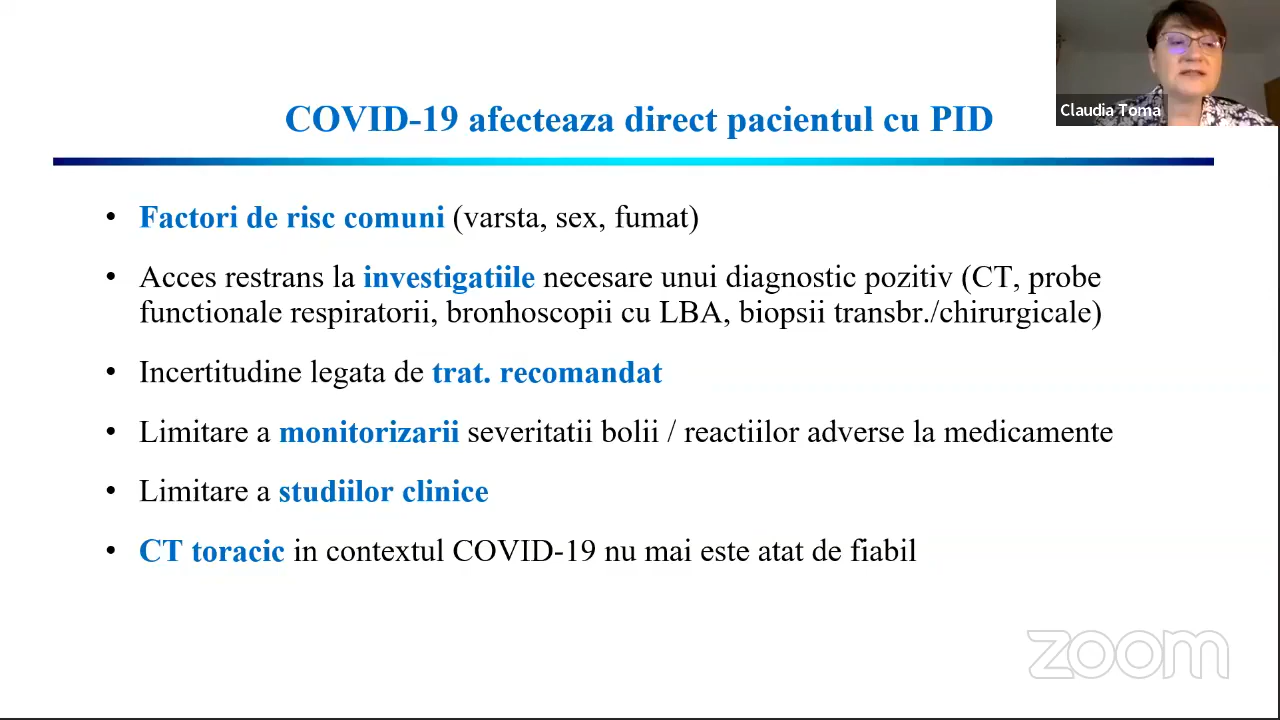 COVID-19 afecteaza direct pacientul cu PID
Claudia Toma
• Factori de risc comuni (varsta, sex, fumat)
• Acces restrans la investigatiile necesare unui diagnostic pozitiv (CT, probe
functionale respiratorii, bronhoscopii cu LBA, biopsii transbr./chirurgicale)
• Incertitudine legata de trat. recomandat
• Limitare a monitorizarii severitatii bolii / reactiilor adverse la medicamente
• Limitare a studiilor clinice
• CT toracic in contextul COVID-19 nu mai este atat de fiabil
zoom